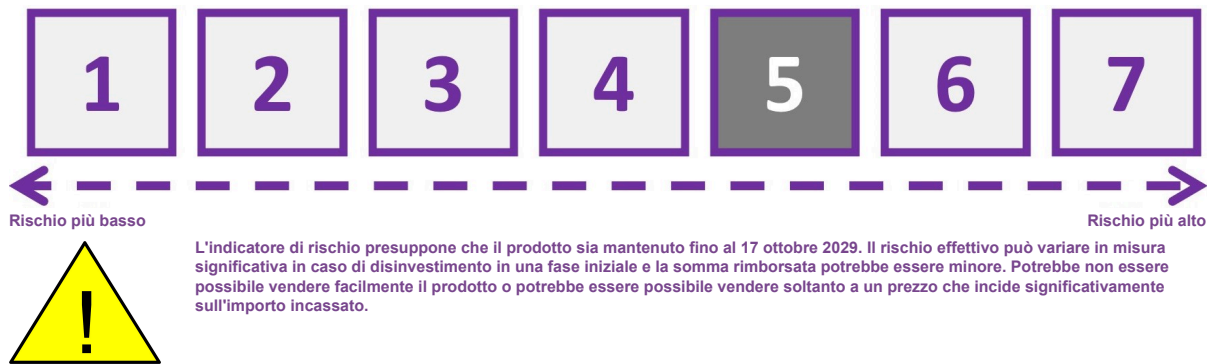 1 2 3 4 5 6 7
Rischio più basso Rischio più alto
L'indicatore di rischio presuppone che il prodotto sia mantenuto fino al 17 ottobre 2029. Il rischio effettivo può variare in misura
significativa in caso di disinvestimento in una fase iniziale e la somma rimborsata potrebbe essere minore. Potrebbe non essere
possibile vendere facilmente il prodotto o potrebbe essere possibile vendere soltanto a un prezzo che incide significativamente
sull'importo incassato.
!